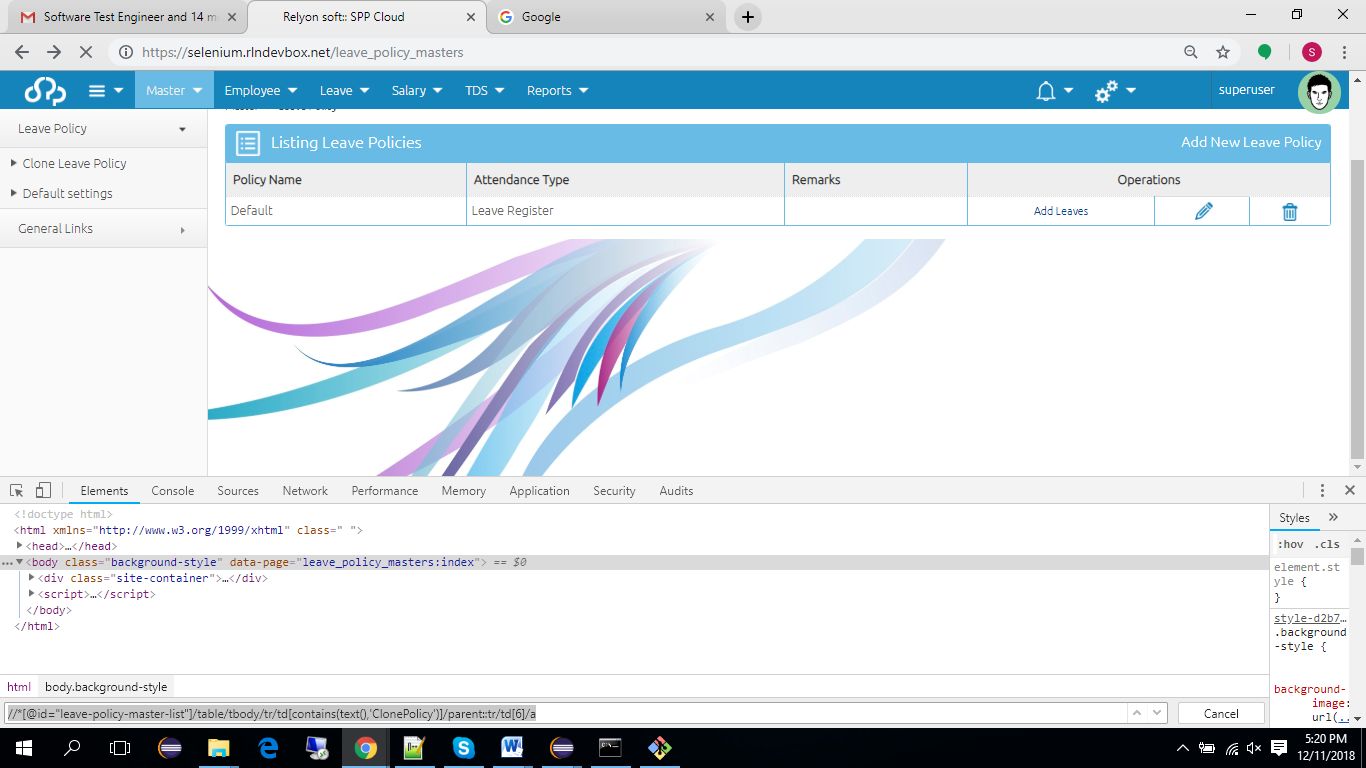 Software Test Engineer and 14 m
Relyon soft:: SPP Cloud
Google
https://selenium.rlndevbox.net/leave_policy_masters
S
Master
Employee
Leave
Salary
TDS
Reports
superuser
Leave Policy
Clone Leave Policy
Default settings
General Links
Listing Leave Policies
Add New Leave Policy
Policy Name Attendance Type Remarks Operations
Default Leave Register Add Leaves
Elements Console Sources Network Performance Memory Application Security Audits
<!doctype html>
<html xmlns="http://www.w3.org/1999/xhtml" class=" ">
<head>…</head>
<body class="background-style" data-page="leave_policy_masters:index"> == $0
<div class="site-container">…</div>
<script>…</script>
</body>
</html>
Styles »
:hov .cls
element.st
yle {
}
style-d2b7…
.background
-style {
background-
image:
url(…
html body.background-style
//*[@id="leave-policy-master-list"]/table/tbody/tr/td[contains(text(),'ClonePolicy')]/parent::tr/td[6]/a
Cancel
5:20 PM
12/11/2018